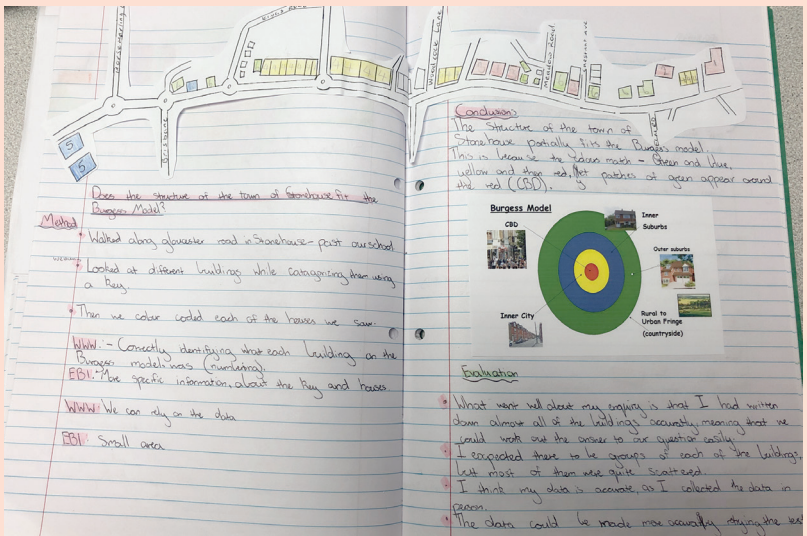 Brisbane
Meadow Road
Does the structure of the town of Stonehouse fit the
Burgess Model?
Method
Walked along gloucester road in Stonehouse - past our school
Looked at different buildings while catagorizing them using
a key.
Then we colour coded each of the houses we saw.
WWW:- Correctly identifying what each building on the
Burgess model was (numbering).
EBI: More specific information about the key and houses.
WWW: We can rely on the data
EBI: Small area
5
5
Conclusion:
The structure of the town of
Stonehouse partially fits the Burgess model.
This is because the colours match - Green and blue,
yellow and then red, yet patches of green appear around
the red (CBD).
Burgess Model
CBD
Inner
Suburbs
Outer suburbs
Inner City
Rural to
Urban Fringe
(countryside)
Evaluation
What went well about my enquiry is that I had written
down almost all of the buildings accurately, meaning that we
could work out the answer to our question easily.
I expected there to be groups of each of the buildings,
but most of them were quite scattered.
I think my data is accurate, as I collected the data in
person.
The data could be made more